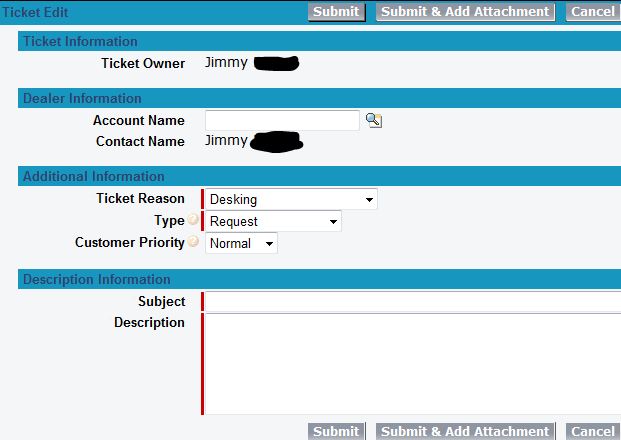 Ticket Edit Submit Submit & Add Attachment Cancel
Ticket Information
Ticket Owner Jimmy
Dealer Information
Account Name
Contact Name Jimmy
Additional Information
Ticket Reason Desking
Type ? Request
Customer Priority ? Normal
Description Information
Subject
Description
Submit Submit & Add Attachment Cancel